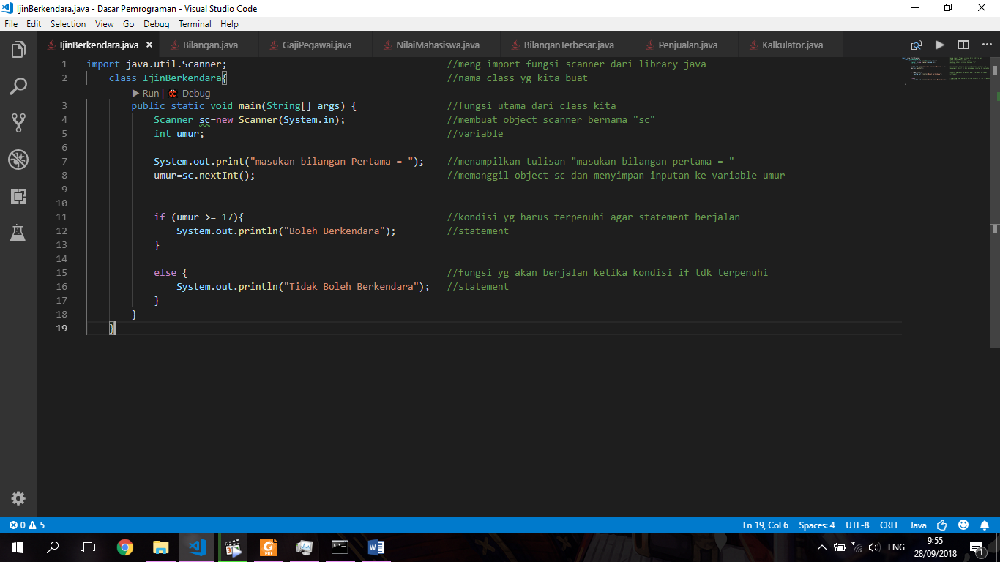 IjinBerkendara.java - Dasar Pemrograman - Visual Studio Code
File Edit Selection View Go Debug Terminal Help
IjinBerkendara.java × Bilangan.java GajiPegawai.java NilaiMahasiswa.java BilanganTerbesar.java Penjualan.java Kalkulator.java
1 import java.util.Scanner; //meng import fungsi scanner dari library java
2 class IjinBerkendara{ //nama class yg kita buat
Run | Debug
3 public static void main(String[] args) { //fungsi utama dari class kita
4 Scanner sc=new Scanner(System.in); //membuat object scanner bernama "sc"
5 int umur; //variable
6
7 System.out.print("masukan bilangan Pertama = "); //menampilkan tulisan "masukan bilangan pertama = "
8 umur=sc.nextInt(); //memanggil object sc dan menyimpan inputan ke variable umur
9
10
11 if (umur >= 17){ //kondisi yg harus terpenuhi agar statement berjalan
12 System.out.println("Boleh Berkendara"); //statement
13 }
14
15 else { //fungsi yg akan berjalan ketika kondisi if tdk terpenuhi
16 System.out.println("Tidak Boleh Berkendara"); //statement
17 }
18 }
19 }
0 5 Ln 19, Col 6 Spaces: 4 UTF-8 CRLF Java
ENG 9:55
28/09/2018 1